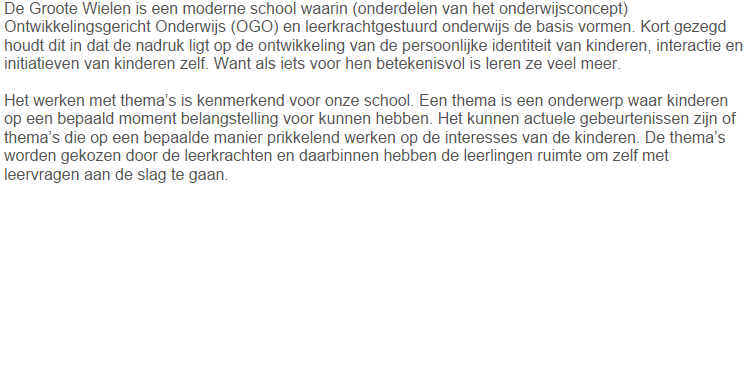 De Groote Wielen is een moderne school waarin (onderdelen van het onderwijsconcept)
Ontwikkelingsgericht Onderwijs (OGO) en leerkrachtgestuurd onderwijs de basis vormen. Kort gezegd
houdt dit in dat de nadruk ligt op de ontwikkeling van de persoonlijke identiteit van kinderen, interactie en
initiatieven van kinderen zelf. Want als iets voor hen betekenisvol is leren ze veel meer.
Het werken met thema’s is kenmerkend voor onze school. Een thema is een onderwerp waar kinderen
op een bepaald moment belangstelling voor kunnen hebben. Het kunnen actuele gebeurtenissen zijn of
thema’s die op een bepaalde manier prikkelend werken op de interesses van de kinderen. De thema’s
worden gekozen door de leerkrachten en daarbinnen hebben de leerlingen ruimte om zelf met
leervragen aan de slag te gaan.